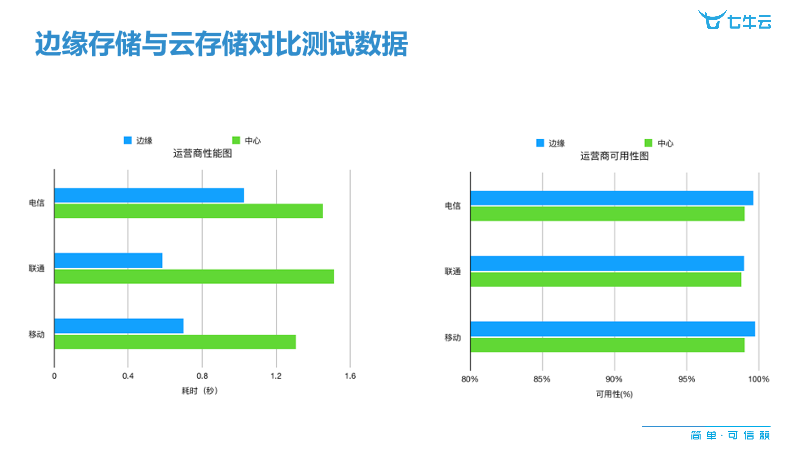 边缘存储与云存储对比测试数据
七牛云
边缘 中心
运营商性能图
电信
联通
移动
0 0.4 0.8 1.2 1.6
耗时（秒）
边缘 中心
运营商可用性图
电信
联通
移动
80% 85% 90% 95% 100%
可用性(%)
简单·可信赖